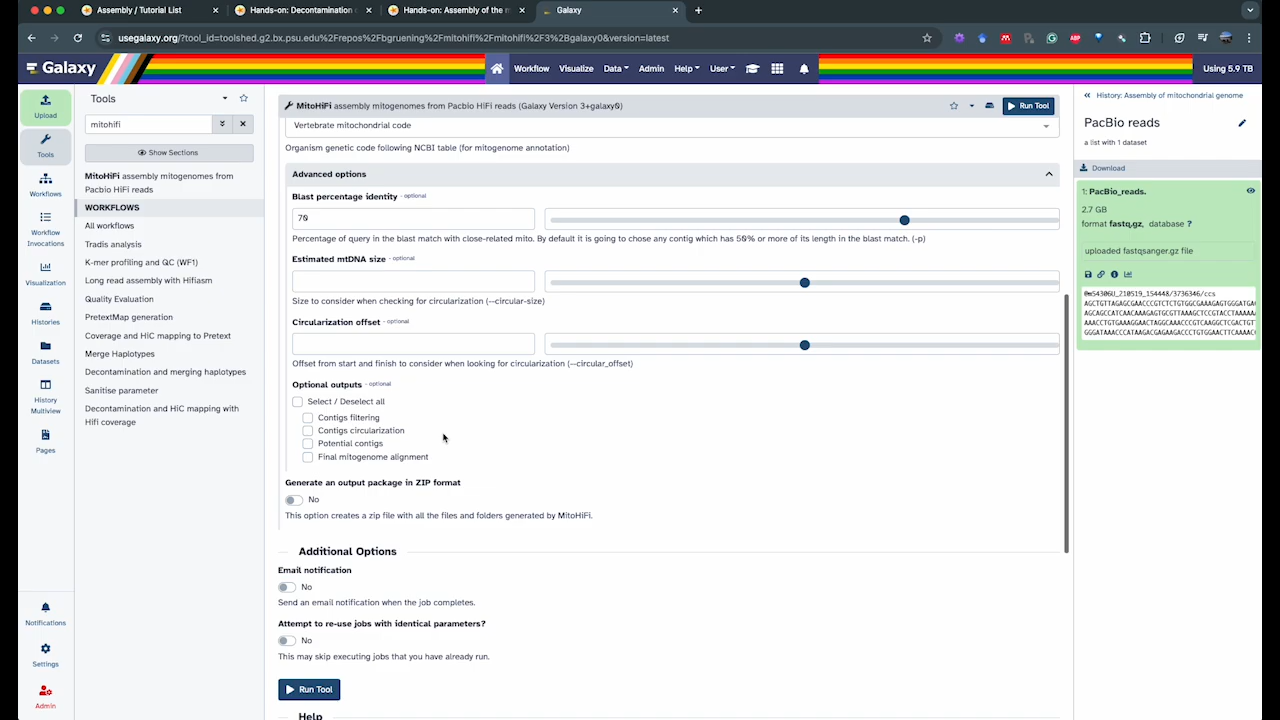 Assembly / Tutorial List
Hands-on: Decontamination
Hands-on: Assembly of the m
Galaxy
usegalaxy.org/?tool_id=toolshed.g2.bx.psu.edu%2Frepos%2Fbgruening%2Fmitohifi%2Fmitohifi%2F3%2Bgalaxy0&version=latest
Galaxy
Workflow
Visualize
Data
Admin
Help
User
Using 5.9 TB
Upload
Tools
Workflows
Workflow
Invocations
Visualization
Histories
Datasets
History
Multiview
Pages
Notifications
Settings
Admin
Tools
mitohifi
Show Sections
MitoHiFi assembly mitogenomes from
Pacbio HiFi reads
WORKFLOWS
All workflows
Tradis analysis
K-mer profiling and QC (WF1)
Long read assembly with Hifiasm
Quality Evaluation
PretextMap generation
Coverage and HiC mapping to Pretext
Merge Haplotypes
Decontamination and merging haplotypes
Sanitise parameter
Decontamination and HiC mapping with
Hifi coverage
MitoHiFi assembly mitogenomes from Pacbio HiFi reads (Galaxy Version 3+galaxy0)
Run Tool
Vertebrate mitochondrial code
Organism genetic code following NCBI table (for mitogenome annotation)
Advanced options
Blast percentage identity - optional
70
Percentage of query in the blast match with close-related mito. By default it is going to chose any contig which has 50% or more of its length in the blast match. (-p)
Estimated mtDNA size - optional
Size to consider when checking for circularization (--circular-size)
Circularization offset - optional
Offset from start and finish to consider when looking for circularization (--circular_offset)
Optional outputs - optional
Select / Deselect all
Contigs filtering
Contigs circularization
Potential contigs
Final mitogenome alignment
Generate an output package in ZIP format
No
This option creates a zip file with all the files and folders generated by MitoHiFi.
Additional Options
Email notification
No
Send an email notification when the job completes.
Attempt to re-use jobs with identical parameters?
No
This may skip executing jobs that you have already run.
Run Tool
Help
History: Assembly of mitochondrial genome
PacBio reads
a list with 1 dataset
Download
1: PacBio_reads.
2.7 GB
format fastq.gz, database ?
uploaded fastqsanger.gz file